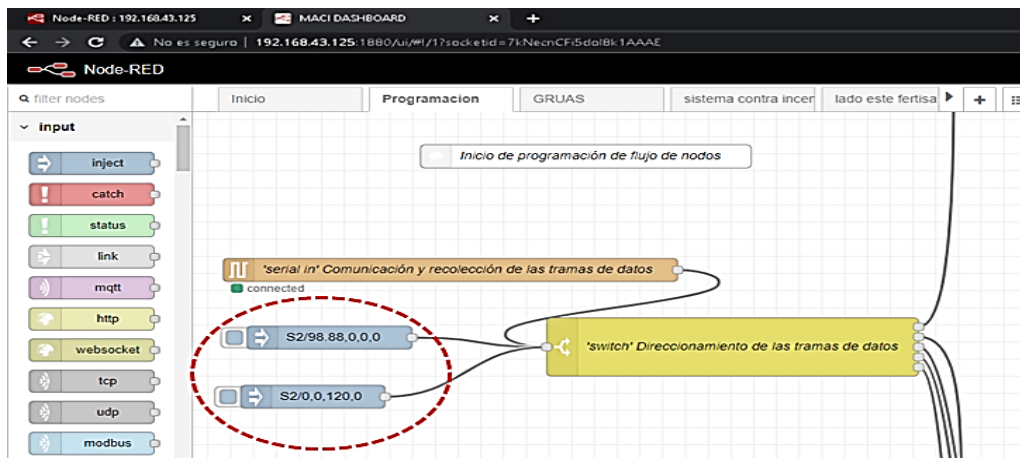 Node-RED : 192.168.43.125
MACI DASHBOARD
No es seguro | 192.168.43.125:1880/ui/#!/1?socketid=7kNecnCFi5dol8k1AAAE
Node-RED
filter nodes
Inicio
Programacion
GRUAS
sistema contra incer
lado este fertisa
input
inject
catch
status
link
mqtt
http
websocket
tcp
udp
modbus
Inicio de programación de flujo de nodos
'serial in' Comunicación y recolección de las tramas de datos
connected
S2/98.88,0,0,0
S2/0,0,120,0
'switch' Direccionamiento de las tramas de datos